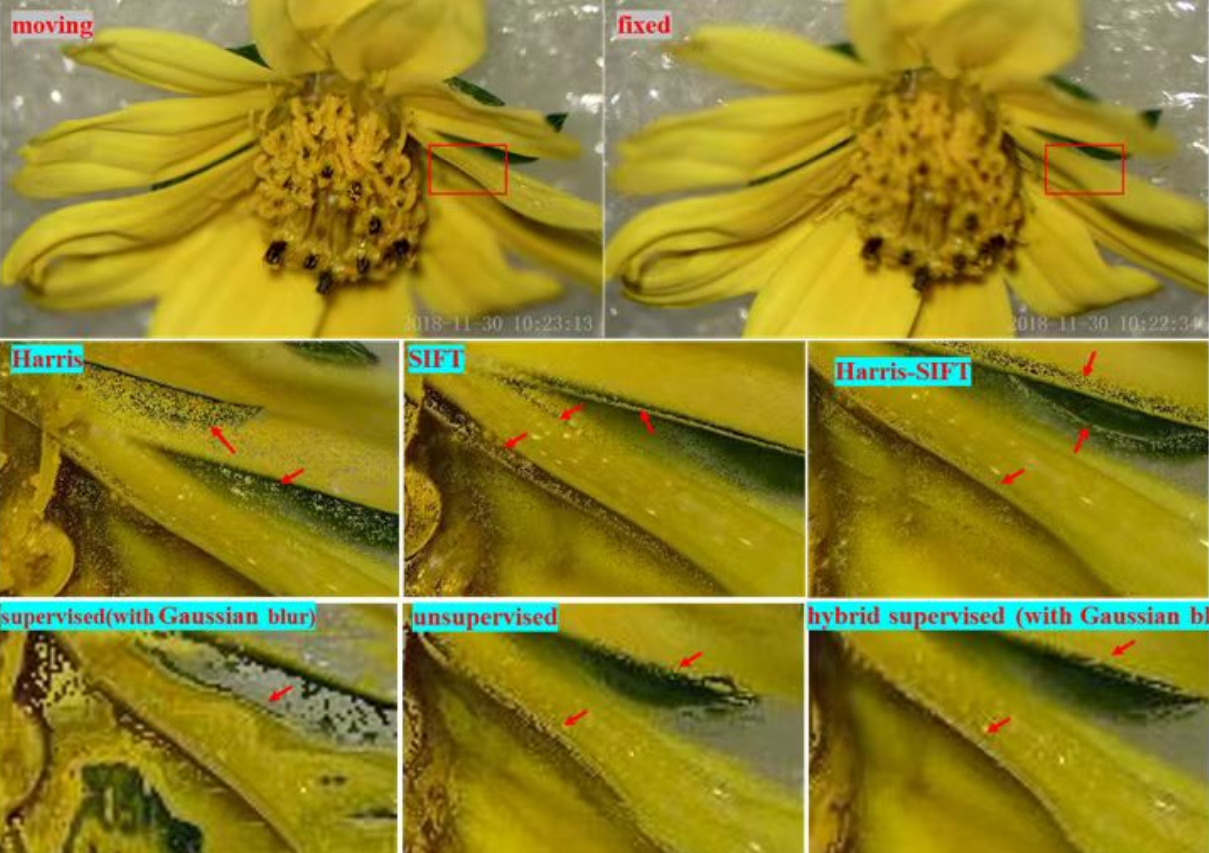 moving
fixed
2018-11-30 10:23:13
2018-11-30 10:22:34
Harris
SIFT
Harris-SIFT
supervised(with Gaussian blur)
unsupervised
hybrid supervised (with Gaussian bl